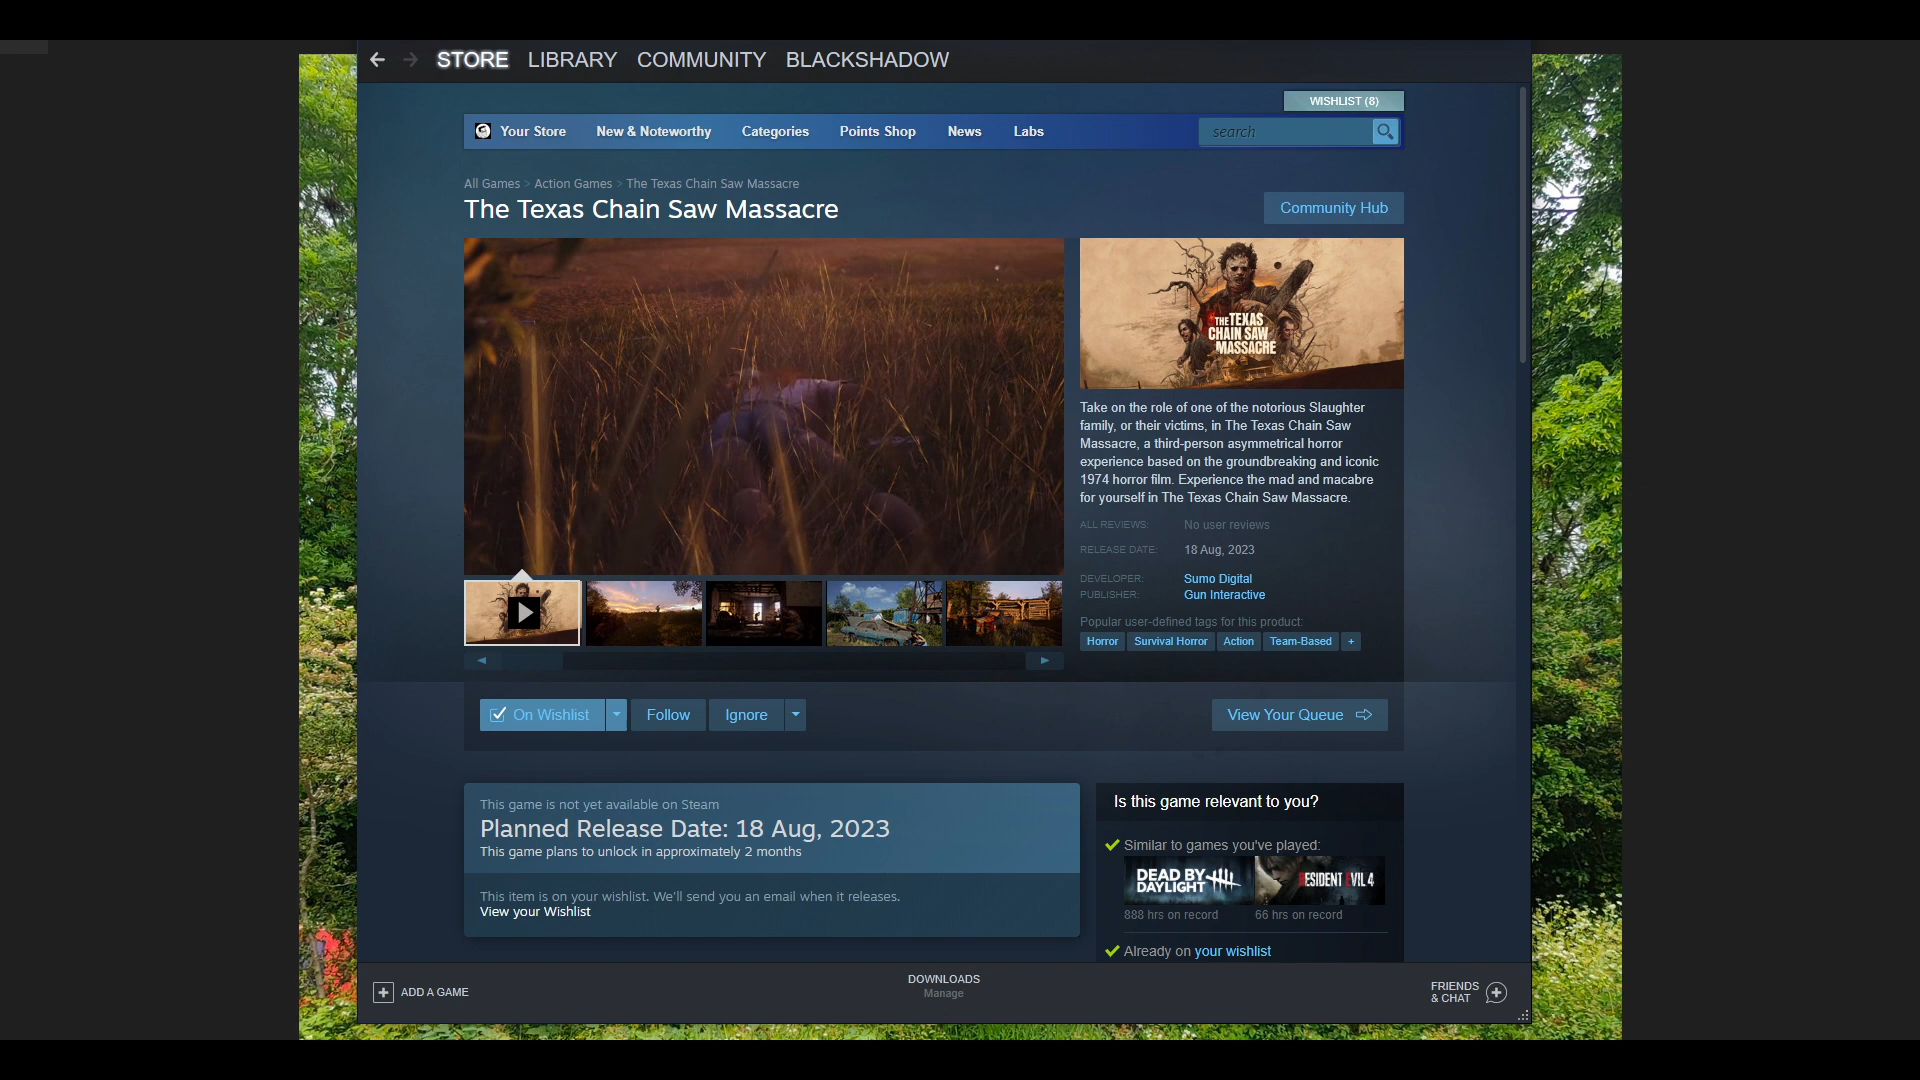 STORE LIBRARY COMMUNITY BLACKSHADOW
WISHLIST (8)
Your Store New & Noteworthy Categories Points Shop News Labs search
All Games > Action Games > The Texas Chain Saw Massacre
The Texas Chain Saw Massacre
Community Hub
THE TEXAS
CHAIN SAW
MASSACRE
Take on the role of one of the notorious Slaughter
family, or their victims, in The Texas Chain Saw
Massacre, a third-person asymmetrical horror
experience based on the groundbreaking and iconic
1974 horror film. Experience the mad and macabre
for yourself in The Texas Chain Saw Massacre.
ALL REVIEWS: No user reviews
RELEASE DATE: 18 Aug, 2023
DEVELOPER: Sumo Digital
PUBLISHER: Gun Interactive
Popular user-defined tags for this product:
Horror Survival Horror Action Team-Based +
On Wishlist Follow Ignore View Your Queue
This game is not yet available on Steam
Planned Release Date: 18 Aug, 2023
This game plans to unlock in approximately 2 months
This item is on your wishlist. We'll send you an email when it releases.
View your Wishlist
Is this game relevant to you?
Similar to games you've played:
DEAD BY
DAYLIGHT
RESIDENT EVIL 4
888 hrs on record 66 hrs on record
Already on your wishlist
ADD A GAME
DOWNLOADS
Manage
FRIENDS
& CHAT